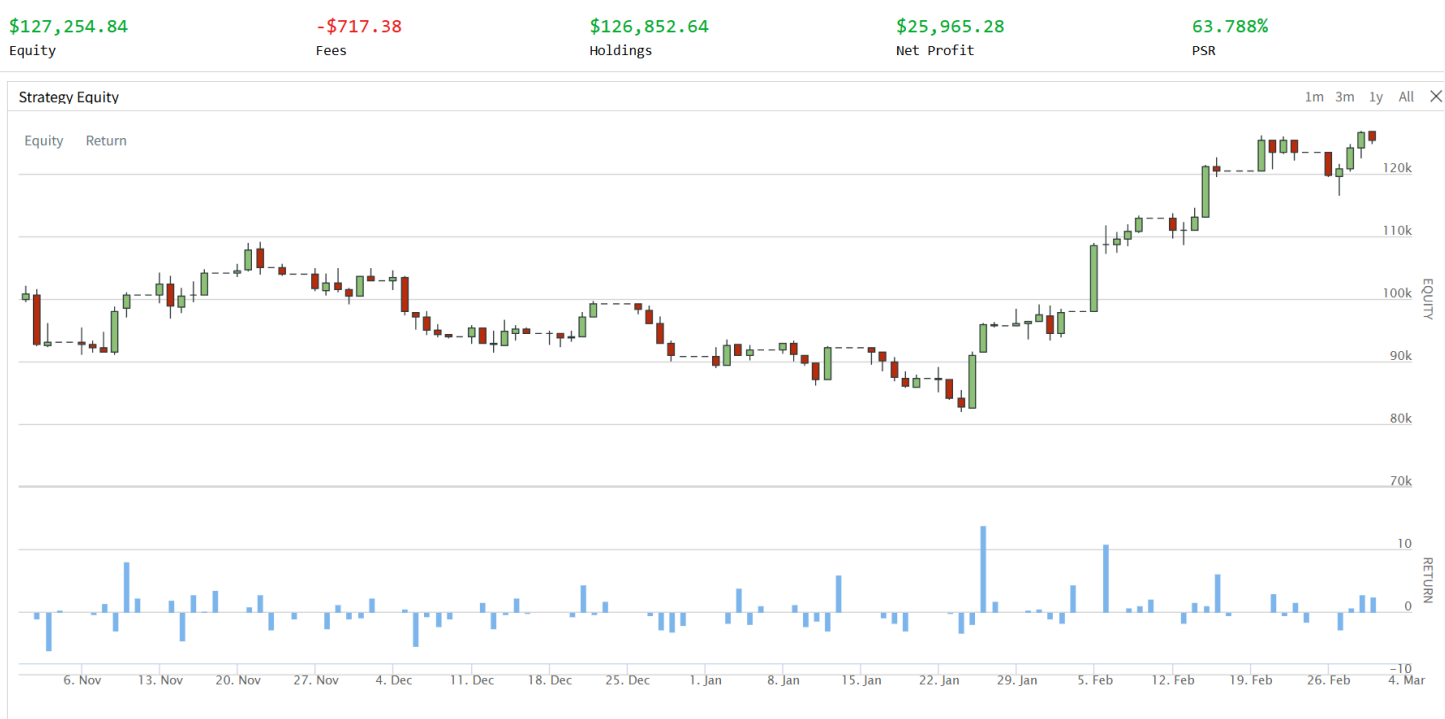 $127,254.84 -$717.38 $126,852.64 $25,965.28 63.788%
Equity Fees Holdings Net Profit PSR
Strategy Equity 1m 3m 1y All
Equity Return
120k
110k
100k
EQUITY
90k
80k
70k
10
RETURN
0
-10
6. Nov 13. Nov 20. Nov 27. Nov 4. Dec 11. Dec 18. Dec 25. Dec 1. Jan 8. Jan 15. Jan 22. Jan 29. Jan 5. Feb 12. Feb 19. Feb 26. Feb 4. Mar